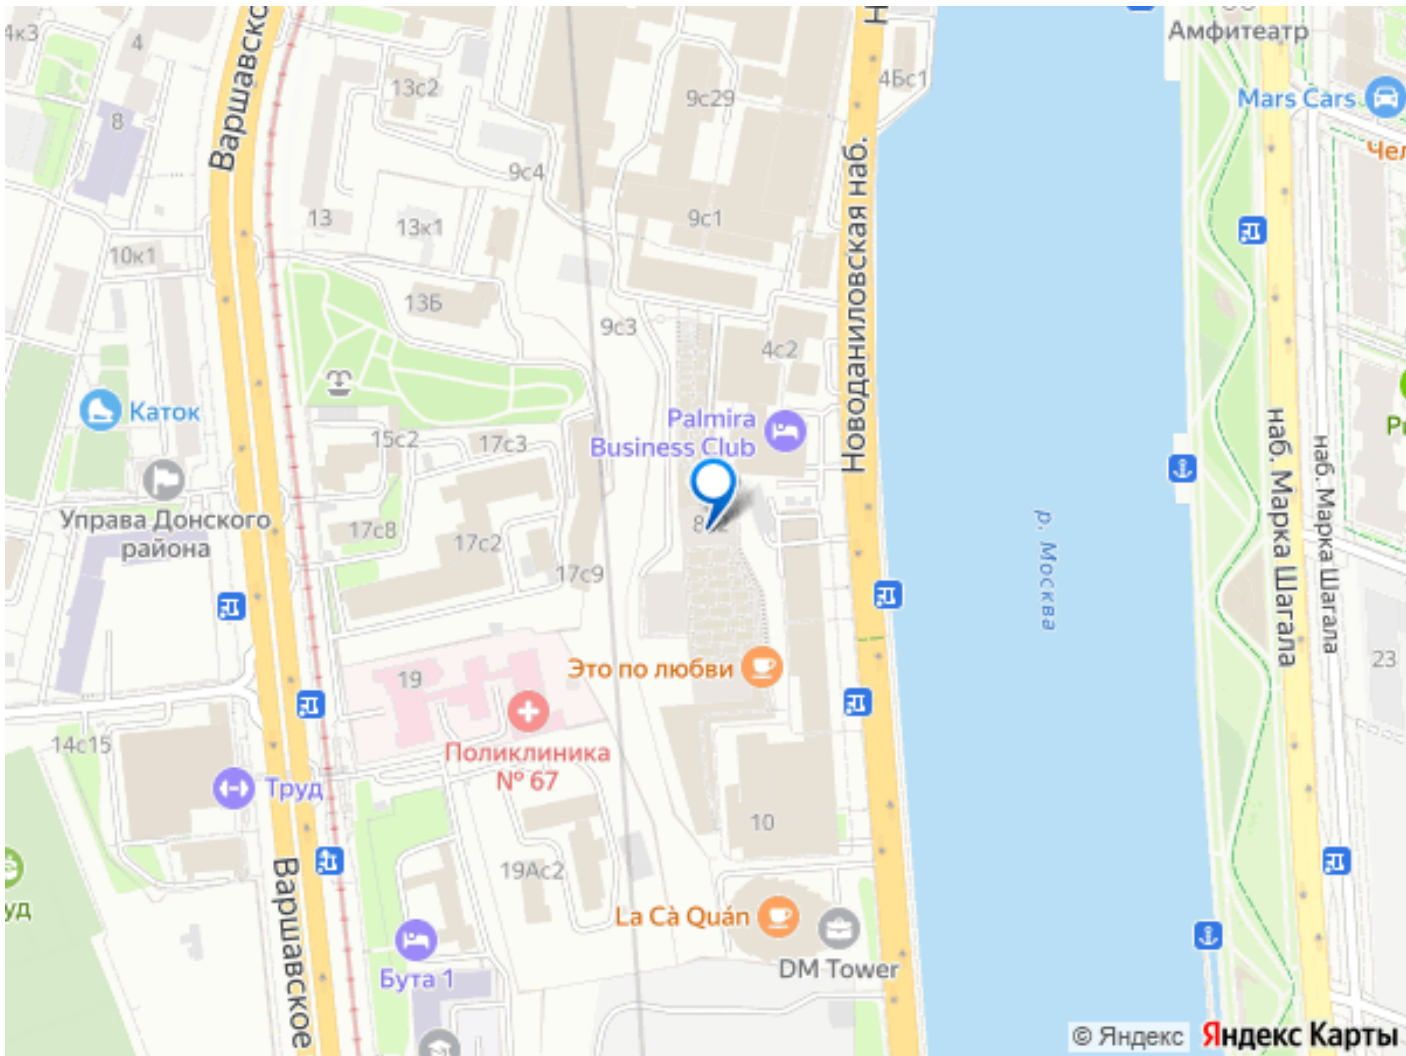 Амфитеатр
4к3
4
Варшавско
13с2
9с29
4Бс1
Mars Cars
8
Чел
9с4
Новоданиловская наб.
13
13к1
9с1
10к1
13Б
9с3
4с2
Каток
Palmira
Business Club
15с2
17с3
наб. Марка Шагала
наб. Марка Шагала
Управа Донского
района
17с8
17с2
р. Москва
17с9
Это по любви
19
23
14с15
Поликлиника
№ 67
Труд
10
19Ас2
Варшавское
уд
La Cà Quán
DM Tower
Бута 1
© Яндекс
Яндекс Карты